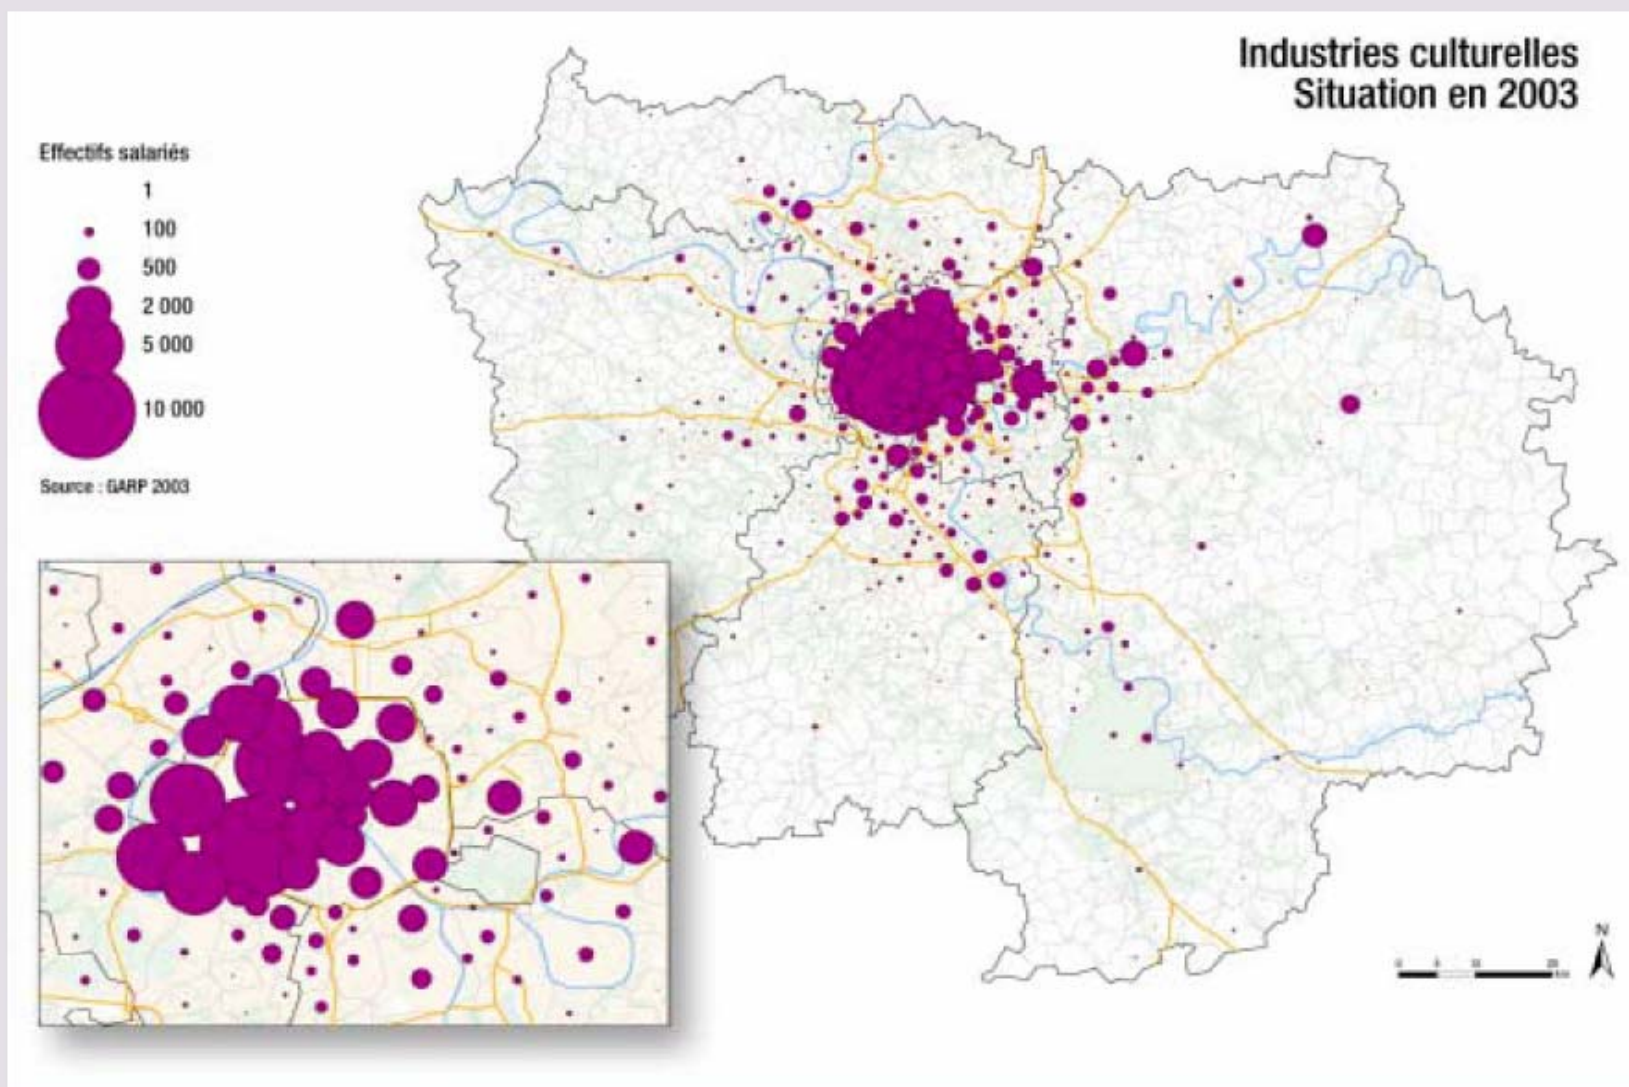 Industries culturelles
Situation en 2003
Effectifs salariés
1
100
500
2 000
5 000
10 000
Source : GARP 2003
N